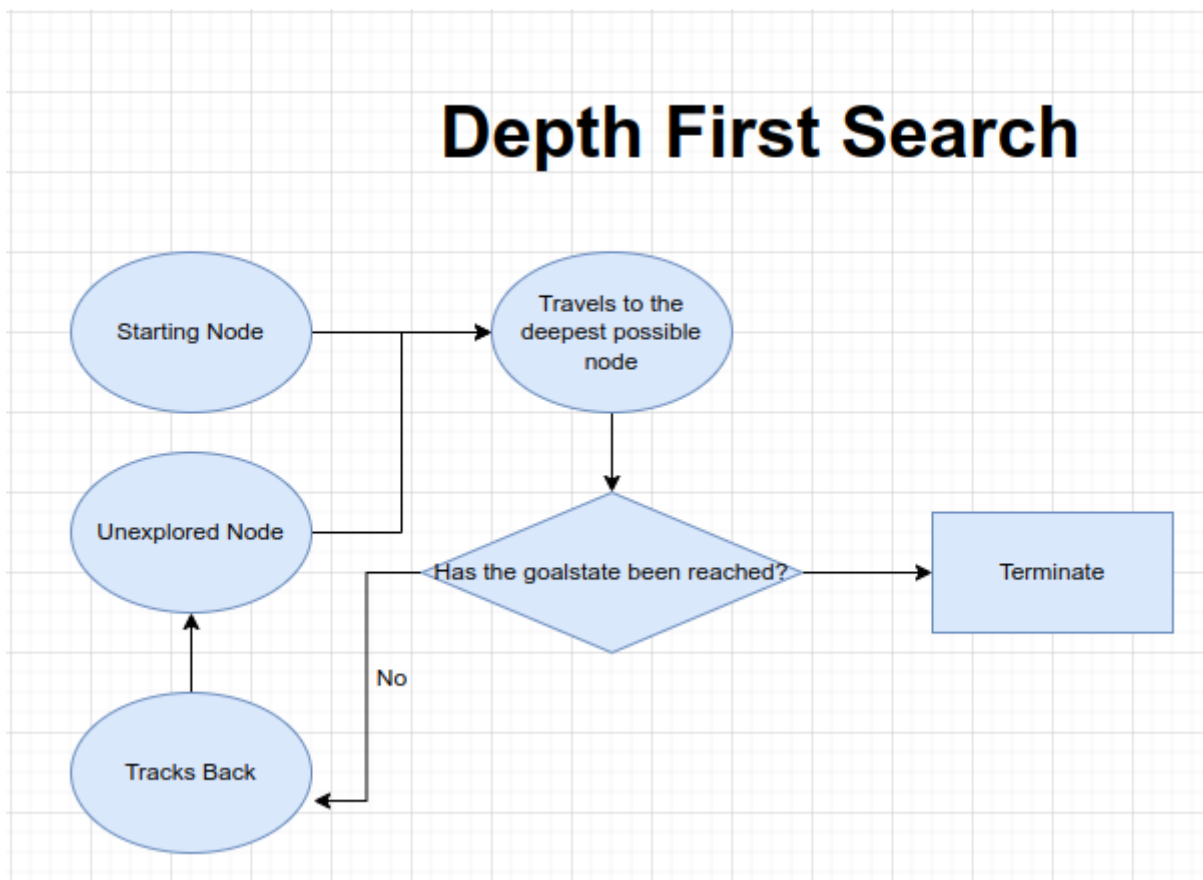 Depth First Search
Starting Node
Travels to the
deepest possible
node
Unexplored Node
Has the goalstate been reached?
Terminate
No
Tracks Back